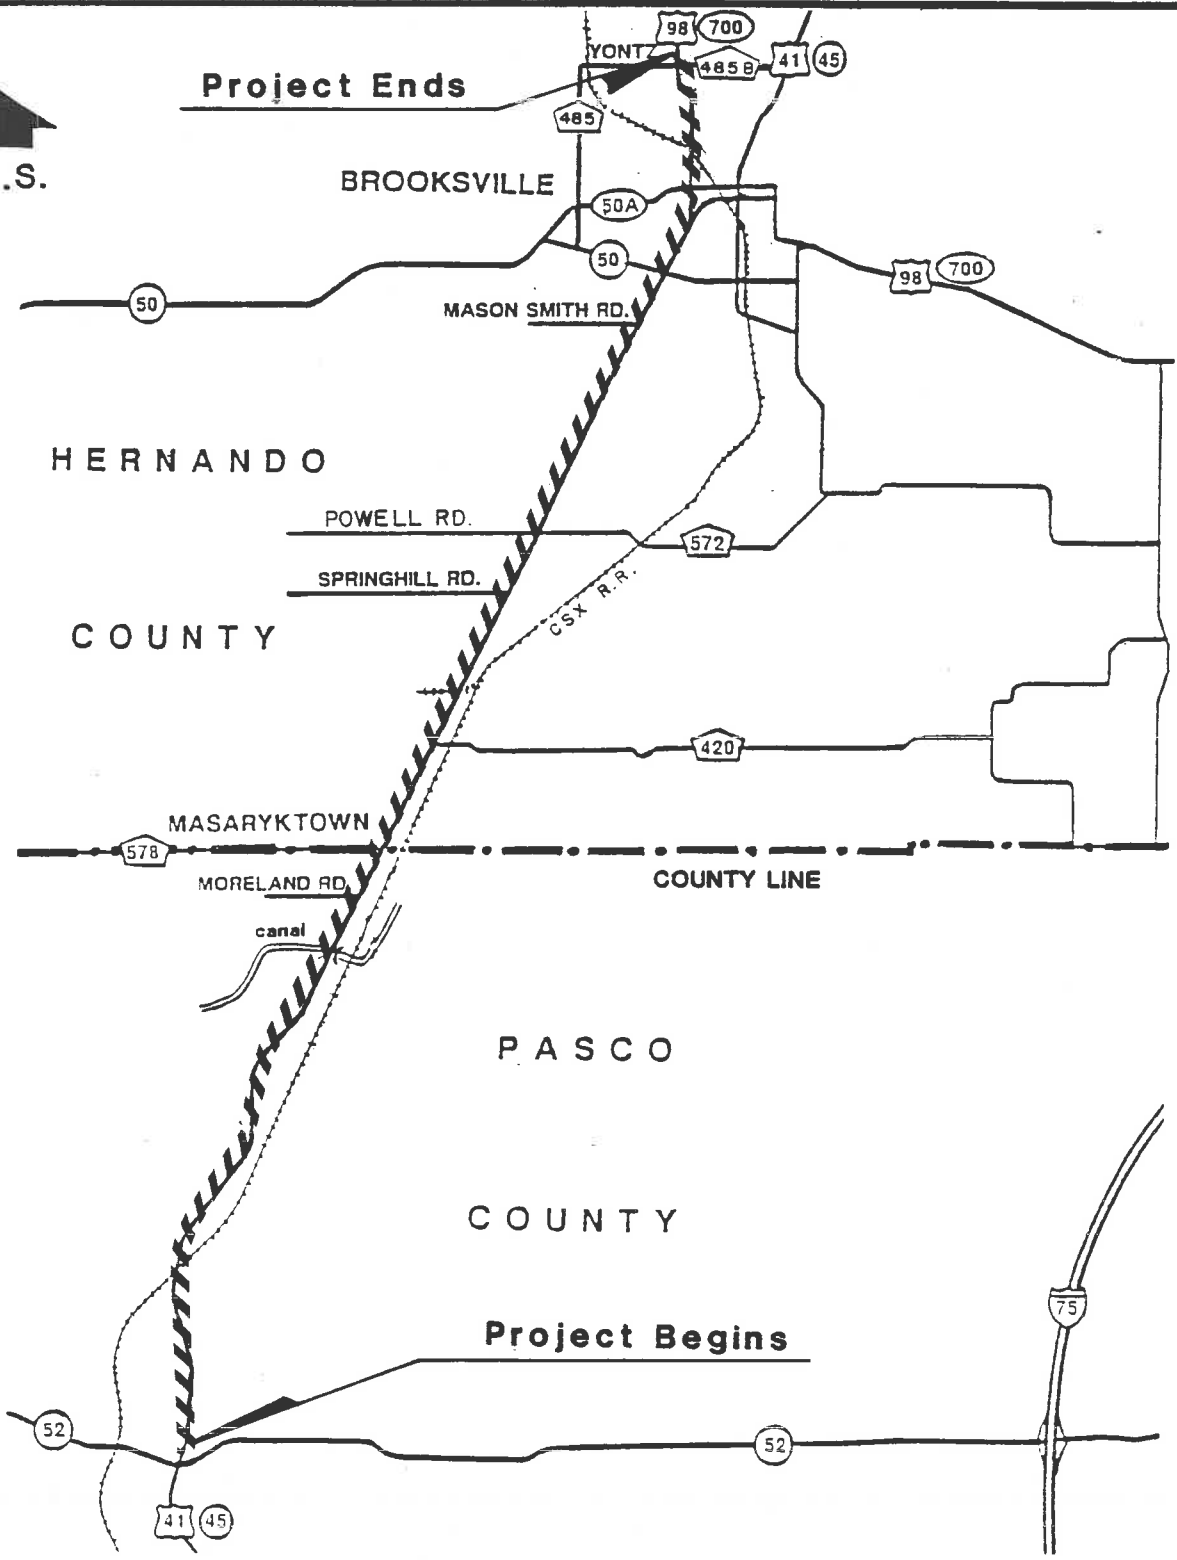 98 700
YONTZ
485B 41 45
Project Ends
485
.S.
BROOKSVILLE
50A
50
98 700
50
MASON SMITH RD.
HERNANDO
POWELL RD.
572
SPRINGHILL RD.
CSX R.R.
COUNTY
420
MASARYKTOWN
578
COUNTY LINE
MORELAND RD
canal
PASCO
COUNTY
75
Project Begins
52
52
41 45